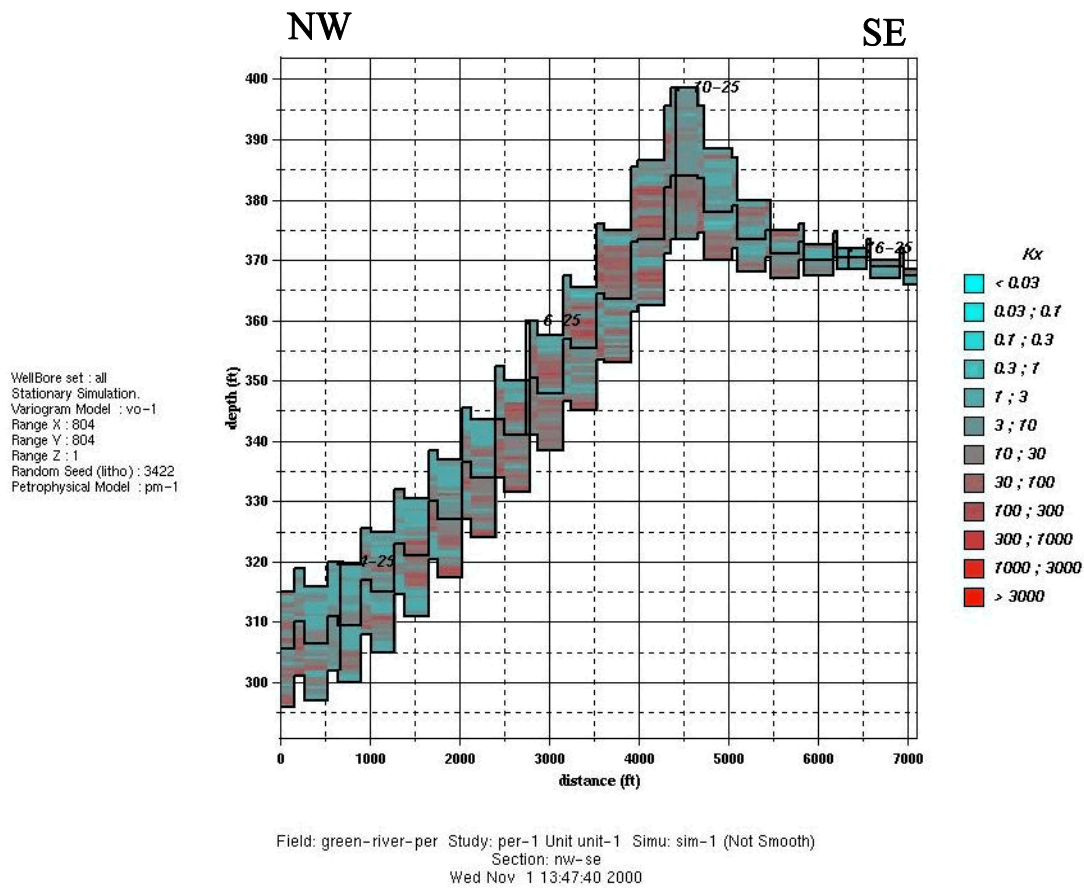 NW SE
400
390
380
370
360
350
340
330
320
310
300
depth (ft)
10-25
16-25
6-25
4-25
0 1000 2000 3000 4000 5000 6000 7000
distance (ft)
WellBore set : all
Stationary Simulation.
Variogram Model : vo-1
Range X : 804
Range Y : 804
Range Z : 1
Random Seed (litho) : 3422
Petrophysical Model : pm-1
Kx
< 0.03
0.03 ; 0.1
0.1 ; 0.3
0.3 ; 1
1 ; 3
3 ; 10
10 ; 30
30 ; 100
100 ; 300
300 ; 1000
1000 ; 3000
> 3000
Field: green-river-per Study: per-1 Unit unit-1 Simu: sim-1 (Not Smooth)
Section: nw-se
Wed Nov 1 13:47:40 2000